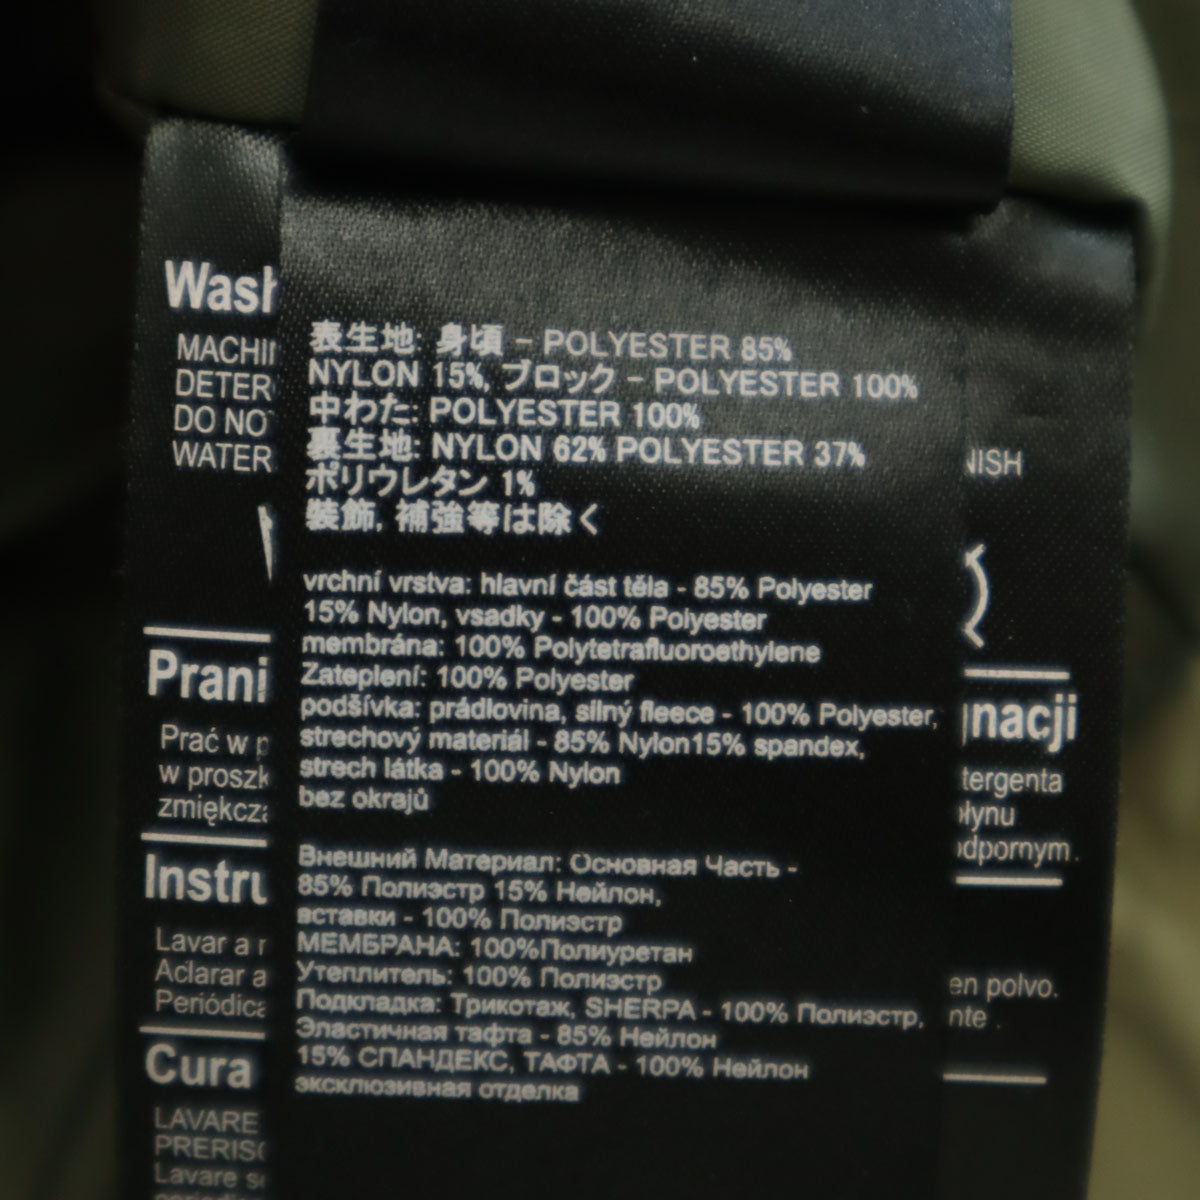 表生地: 身頃 - POLYESTER 85%
NYLON 15%, ブロック - POLYESTER 100%
中わた: POLYESTER 100%
裏生地: NYLON 62% POLYESTER 37%
ポリウレタン 1%
装飾, 補強等は除く
vrchní vrstva: hlavní část těla - 85% Polyester
15% Nylon, vsadky - 100% Polyester
membrána: 100% Polytetrafluoroethylene
Zateplení: 100% Polyester
podšívka: prádlovina, silný fleece - 100% Polyester,
strechový materiál - 85% Nylon15% spandex,
strech látka - 100% Nylon
bez okrajů
Внешний Материал: Основная Часть -
85% Полиэстр 15% Нейлон,
вставки - 100% Полиэстр
МЕМБРАНА: 100%Полиуретан
Утеплитель: 100% Полиэстр
Подкладка: Трикотаж, SHERPA - 100% Полиэстр,
Эластичная тафта - 85% Нейлон
15% СПАНДЕКС, ТАФТА - 100% Нейлон
эксклюзивная отделка
Wash
MACHI
DETER
DO NO
WATER
NISH
Prani
nacji
Prać w p
tergenta
w proszk
płynu
zmiękcza
odpornym.
Instru
Lavar a
Aclarar a
en polvo.
Periódica
nte.
Cura
LAVARE
PRERISC
Lavare se